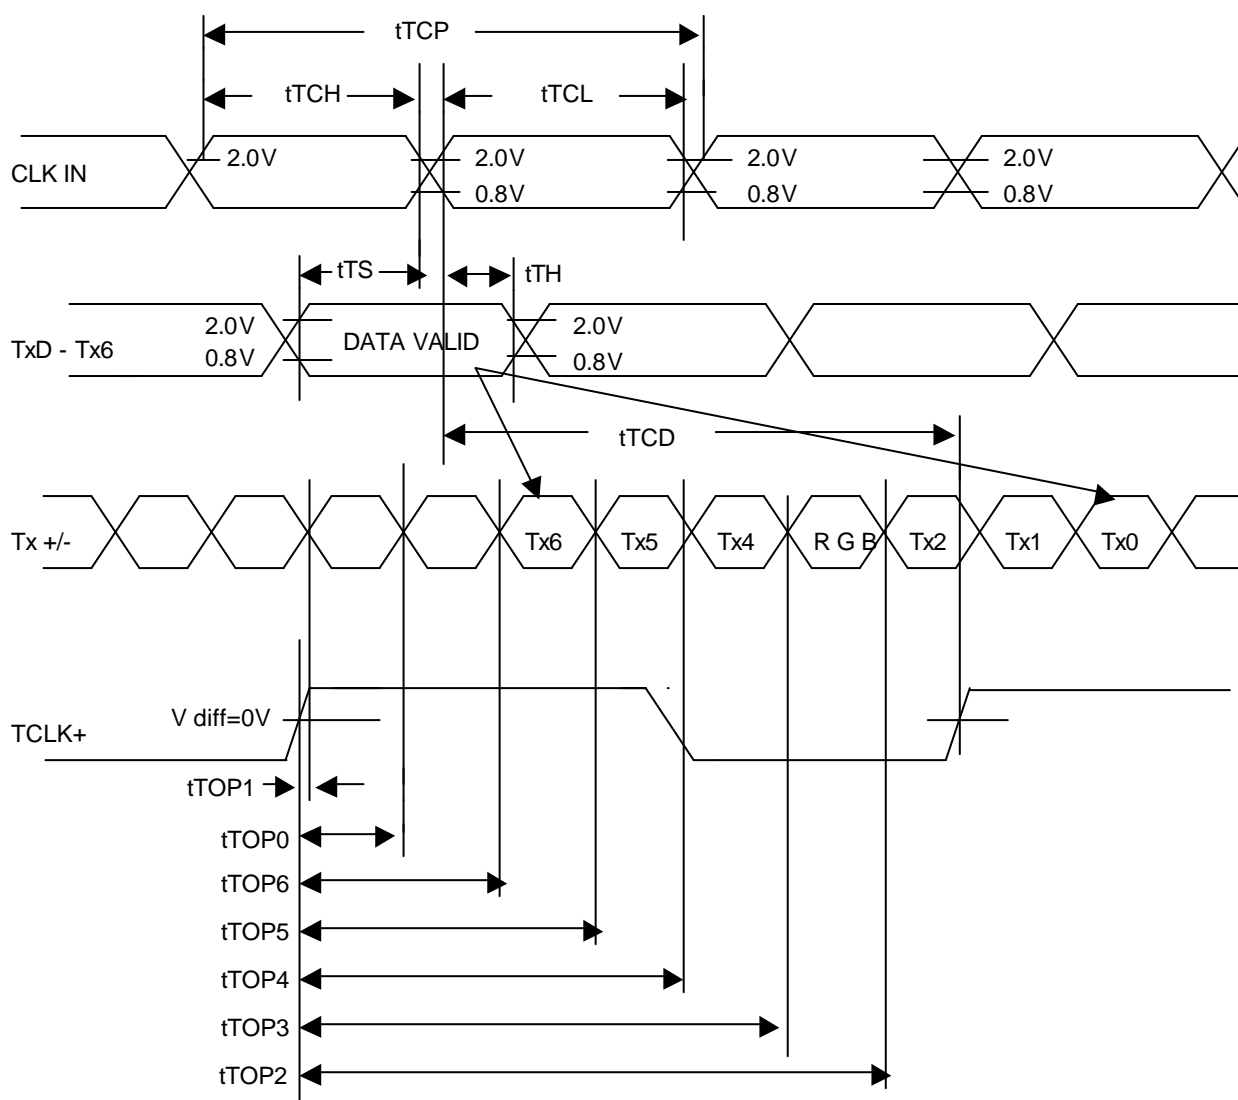 tTCP
tTCH
tTCL
CLK IN
2.0V
2.0V
0.8V
2.0V
0.8V
2.0V
0.8V
tTS
tTH
TxD - Tx6
2.0V
0.8V
DATA VALID
2.0V
0.8V
tTCD
Tx +/-
Tx6
Tx5
Tx4
R G B
Tx2
Tx1
Tx0
TCLK+
V diff=0V
tTOP1
tTOP0
tTOP6
tTOP5
tTOP4
tTOP3
tTOP2